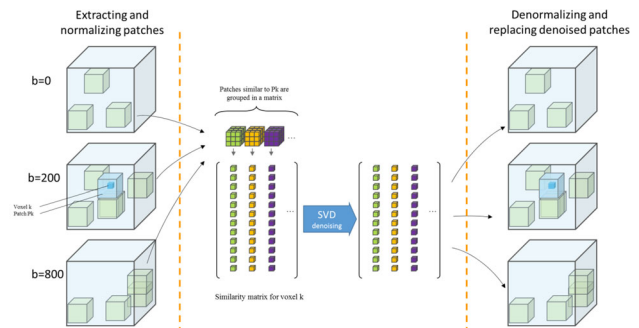 Extracting and
normalizing patches
Denormalizing and
replacing denoised patches
b=0
Patches similar to Pk are
grouped in a matrix
...
b=200
Voxel k
Patch Pk
...
SVD
denoising
...
b=800
Similarity matrix for voxel k